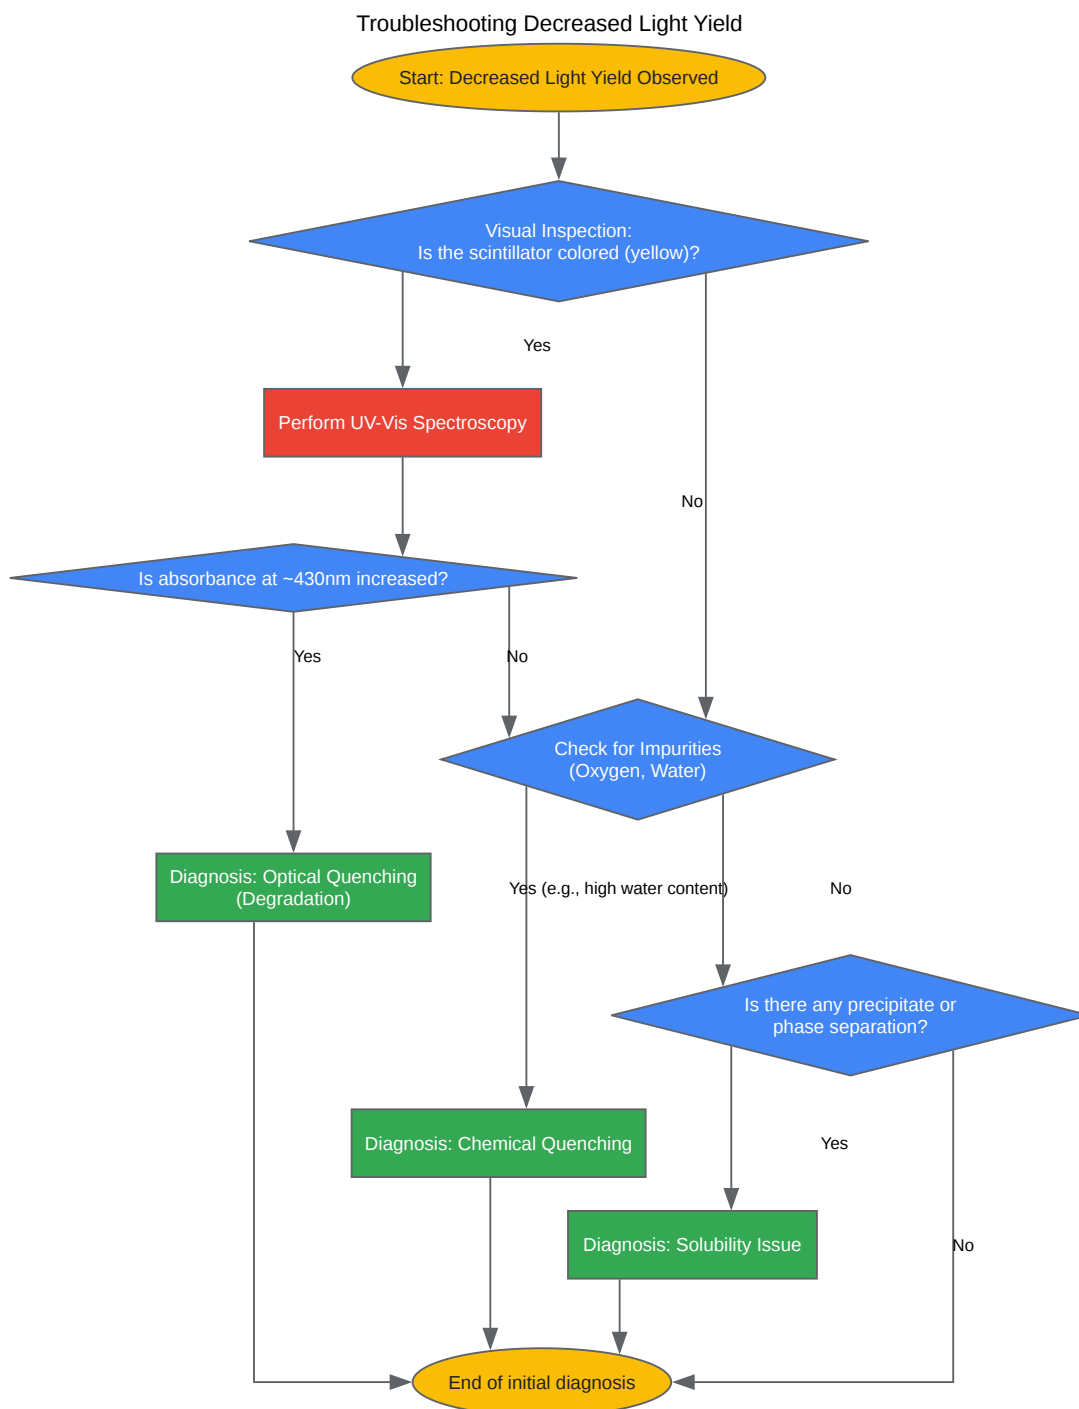 Troubleshooting Decreased Light Yield
Start: Decreased Light Yield Observed
Visual Inspection:
Is the scintillator colored (yellow)?
Yes
Perform UV-Vis Spectroscopy
No
Is absorbance at ~430nm increased?
Yes
No
Check for Impurities
(Oxygen, Water)
Diagnosis: Optical Quenching
(Degradation)
Yes (e.g., high water content)
No
Is there any precipitate or
phase separation?
Diagnosis: Chemical Quenching
Yes
Diagnosis: Solubility Issue
No
End of initial diagnosis